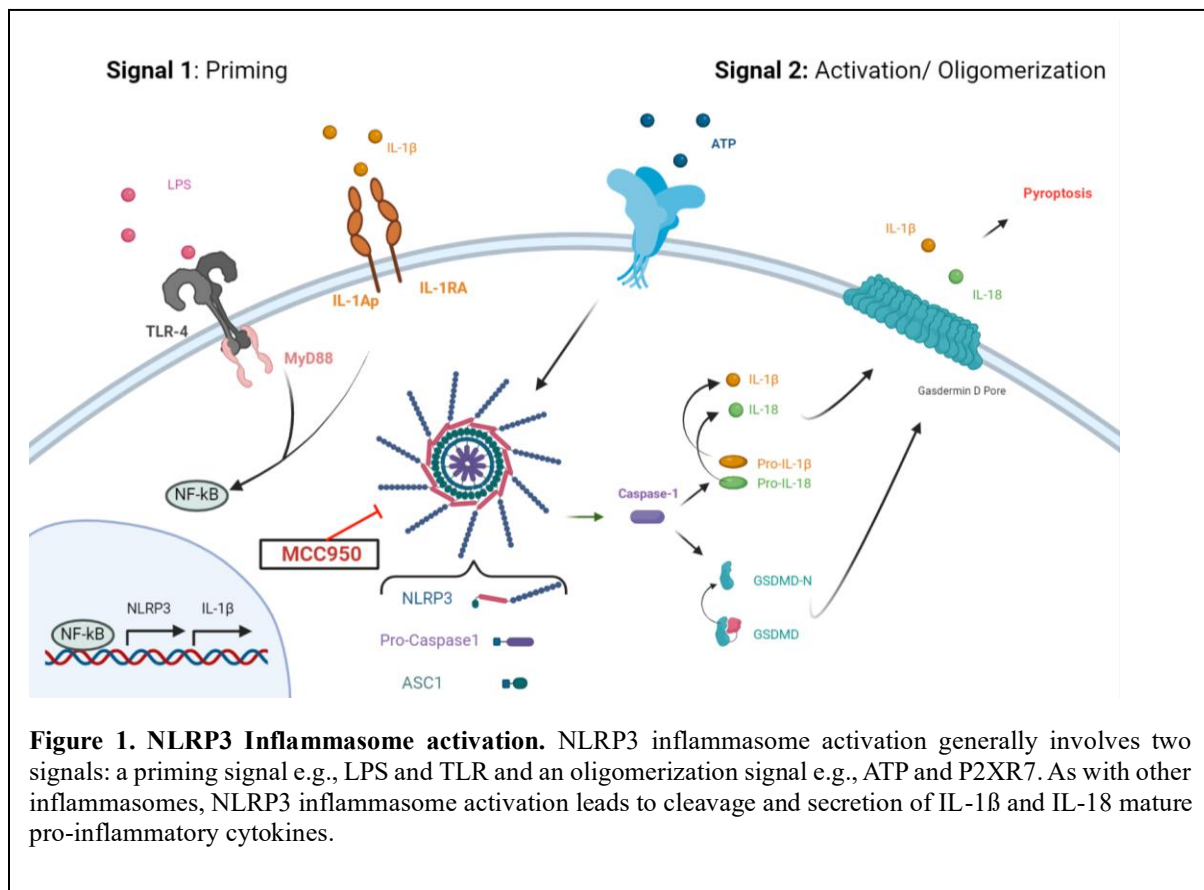 Signal 1: Priming
Signal 2: Activation/ Oligomerization
IL-1β
ATP
LPS
Pyroptosis
IL-1β
IL-18
IL-1Ap
IL-1RA
TLR-4
MyD88
Gasdermin D Pore
IL-1β
IL-18
Pro-IL-1β
Pro-IL-18
NF-kB
Caspase-1
MCC950
GSDMD-N
NLRP3
NLRP3
IL-1β
NF-kB
Pro-Caspase1
GSDMD
ASC1
Figure 1. NLRP3 Inflammasome activation. NLRP3 inflammasome activation generally involves two
signals: a priming signal e.g., LPS and TLR and an oligomerization signal e.g., ATP and P2XR7. As with other
inflammasomes, NLRP3 inflammasome activation leads to cleavage and secretion of IL-1ß and IL-18 mature
pro-inflammatory cytokines.